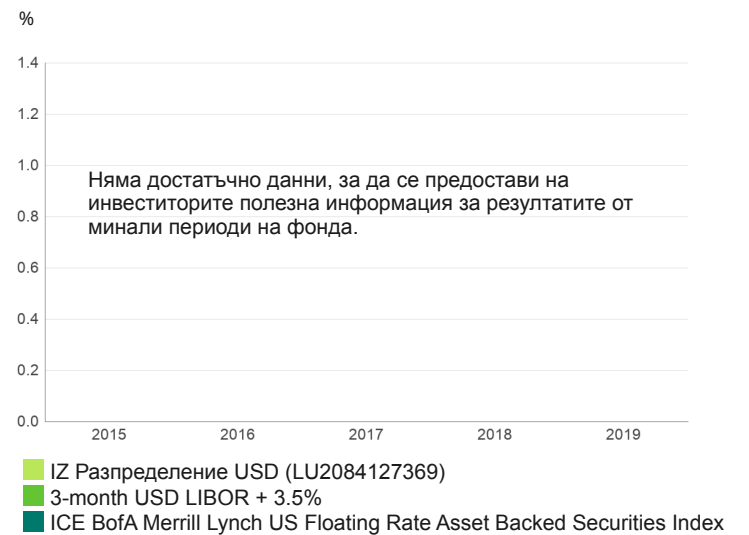 %
1.4
1.2
1.0
Няма достатъчно данни, за да се предостави на
инвеститорите полезна информация за резултатите от
минали периоди на фонда.
0.8
0.6
0.4
0.2
0.0
2015 2016 2017 2018 2019
IZ Разпределение USD (LU2084127369)
3-month USD LIBOR + 3.5%
ICE BofA Merrill Lynch US Floating Rate Asset Backed Securities Index